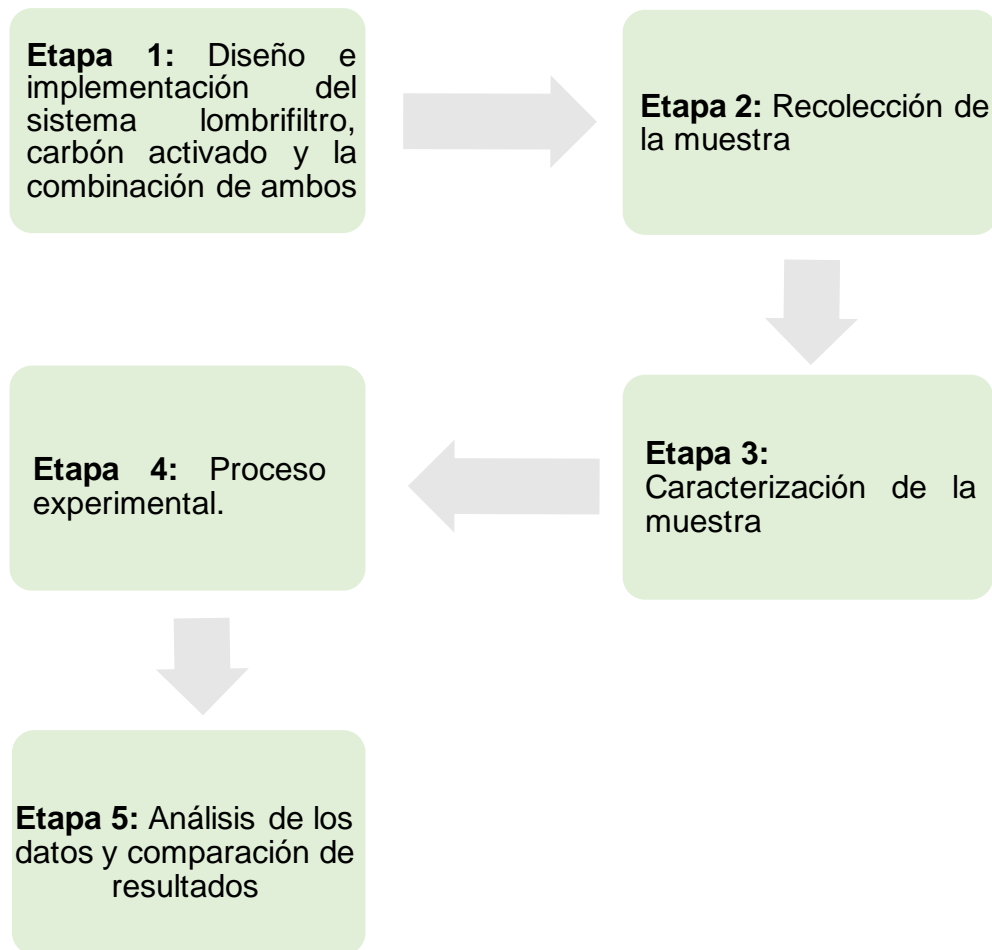 Etapa 1: Diseño e
implementación del
sistema lombrifiltro,
carbón activado y la
combinación de ambos
Etapa 2: Recolección de
la muestra
Etapa 3:
Caracterización de la
muestra
Etapa 4: Proceso
experimental.
Etapa 5: Análisis de los
datos y comparación de
resultados